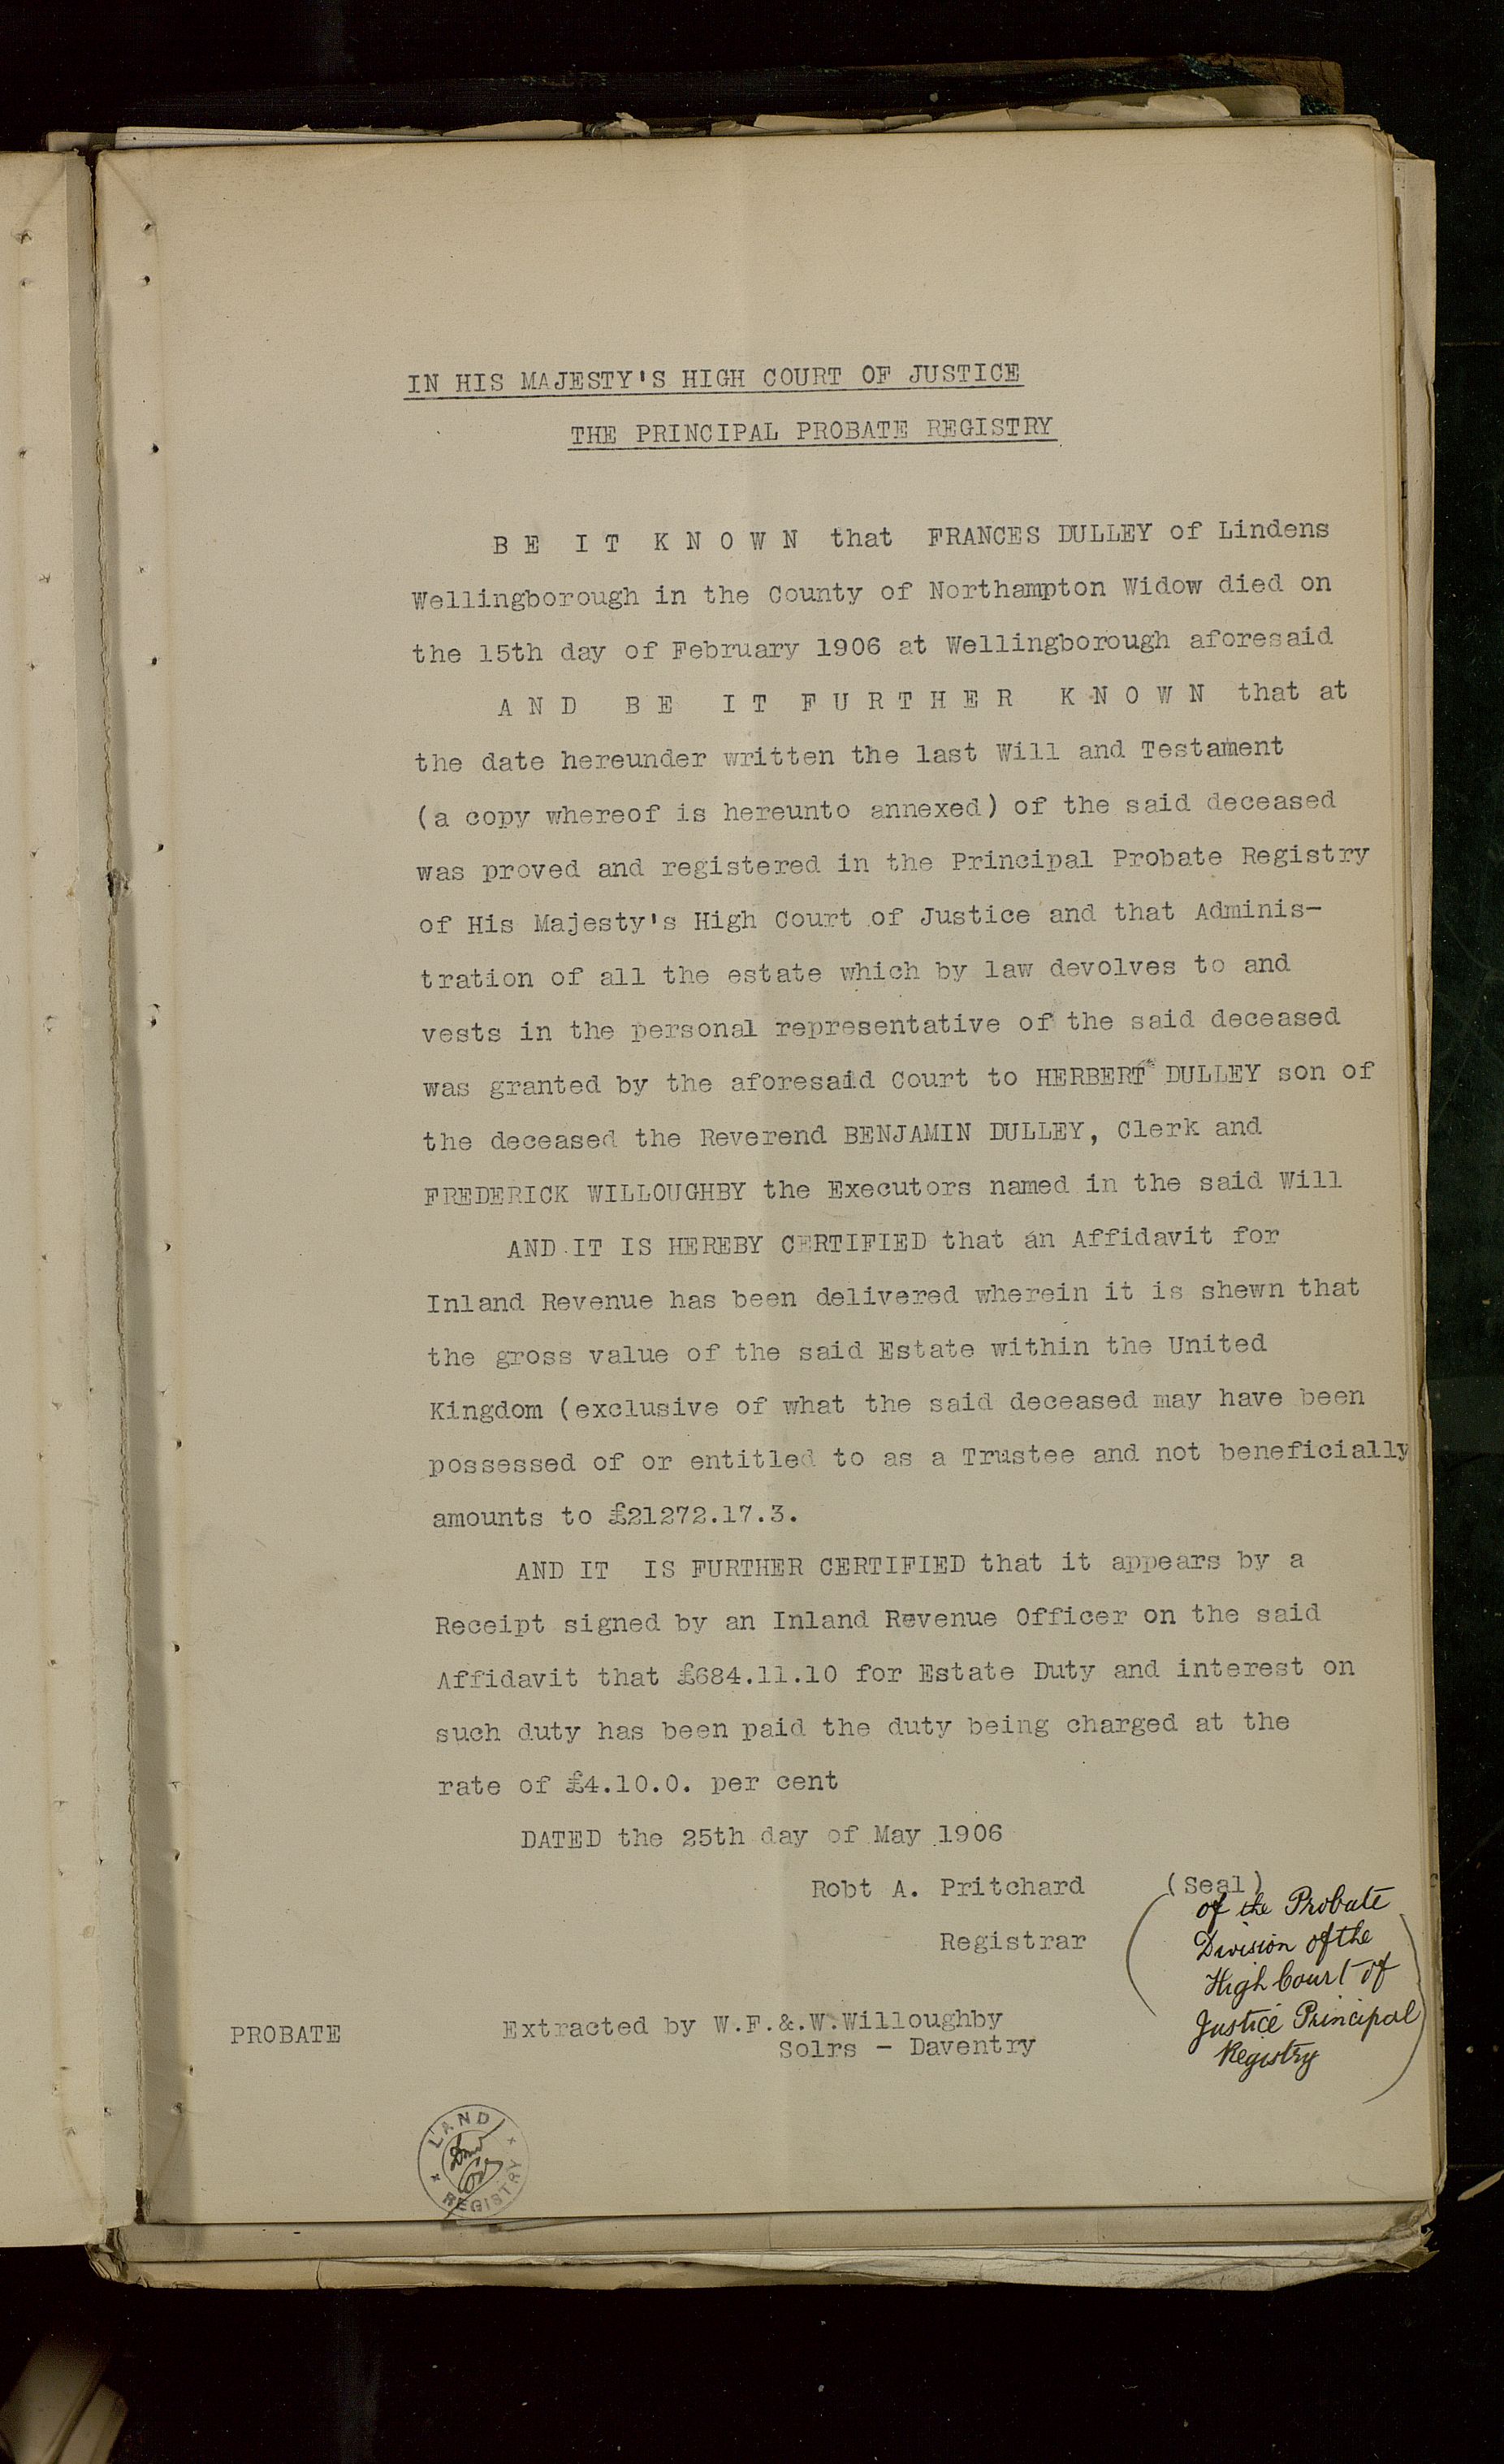 IN HIS MAJESTY'S HIGH COURT OF JUSTICE
THE PRINCIPAL PROBATE REGISTRY
B E I T K N O W N that FRANCES DULLEY of Lindens
Wellingborough in the County of Northampton Widow died on
the 15th day of February 1906 at Wellingborough aforesaid
A N D B E I T F U R T H E R K N O W N that at
the date hereunder written the last Will and Testament
(a copy whereof is hereunto annexed) of the said deceased
was proved and registered in the Principal Probate Registry
of His Majesty's High Court of Justice and that Adminis-
tration of all the estate which by law devolves to and
vests in the personal representative of the said deceased
was granted by the aforesaid Court to HERBERT DULLEY son of
the deceased the Reverend BENJAMIN DULLEY, Clerk and
FREDERICK WILLOUGHBY the Executors named in the said Will
AND IT IS HEREBY CERTIFIED that an Affidavit for
Inland Revenue has been delivered wherein it is shewn that
the gross value of the said Estate within the United
Kingdom (exclusive of what the said deceased may have been
possessed of or entitled to as a Trustee and not beneficially
amounts to £21272.17.3.
AND IT IS FURTHER CERTIFIED that it appears by a
Receipt signed by an Inland Revenue Officer on the said
Affidavit that £684.11.10 for Estate Duty and interest on
such duty has been paid the duty being charged at the
rate of £4.10.0. per cent
DATED the 25th day of May 1906
Robt A. Pritchard (Seal)
of the Probate
Registrar Division of the
High Court of
Justice Principal
Registry
PROBATE Extracted by W.F.&.W.Willoughby
Solrs - Daventry
LAND REGISTRY